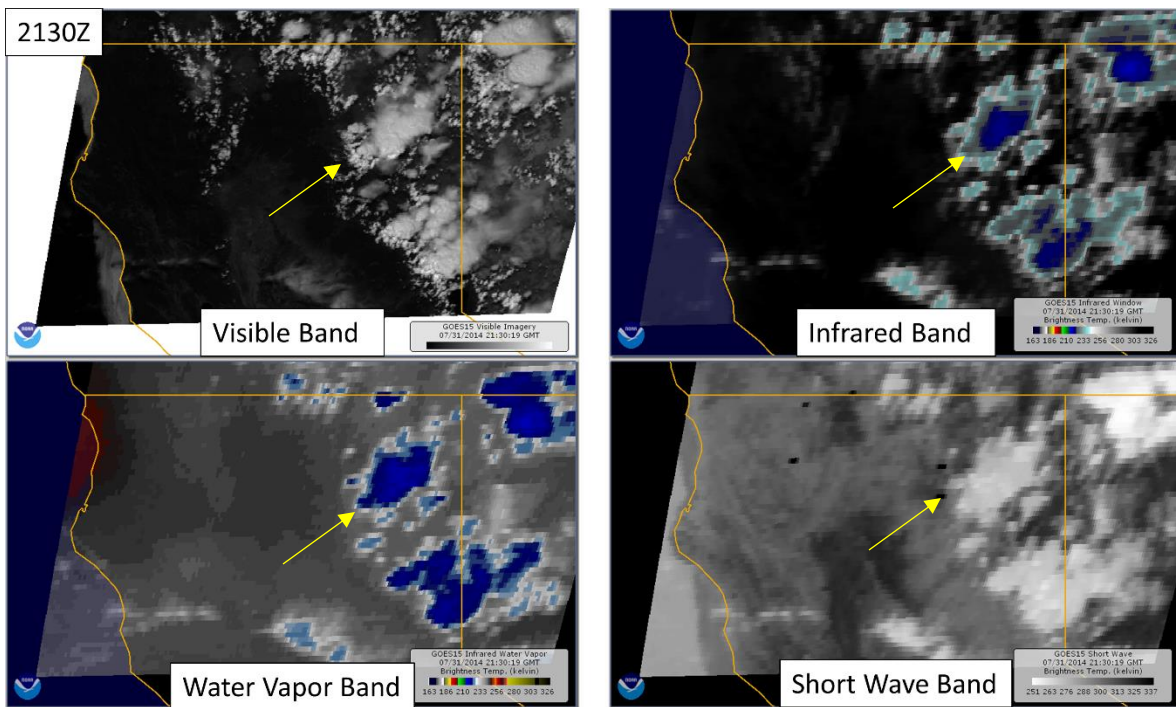 2130Z
Visible Band
GOES15 Visible Imagery
07/31/2014 21:30:19 GMT
Infrared Band
GOES15 Infrared Window
07/31/2014 21:30:19 GMT
Brightness Temp. (kelvin)
163 186 210 233 256 280 303 326
Water Vapor Band
GOES15 Infrared Water Vapor
07/31/2014 21:30:19 GMT
Brightness Temp. (kelvin)
163 186 210 233 256 280 303 326
Short Wave Band
GOES15 Short Wave
07/31/2014 21:30:19 GMT
Brightness Temp. (kelvin)
251 263 276 288 300 313 325 337